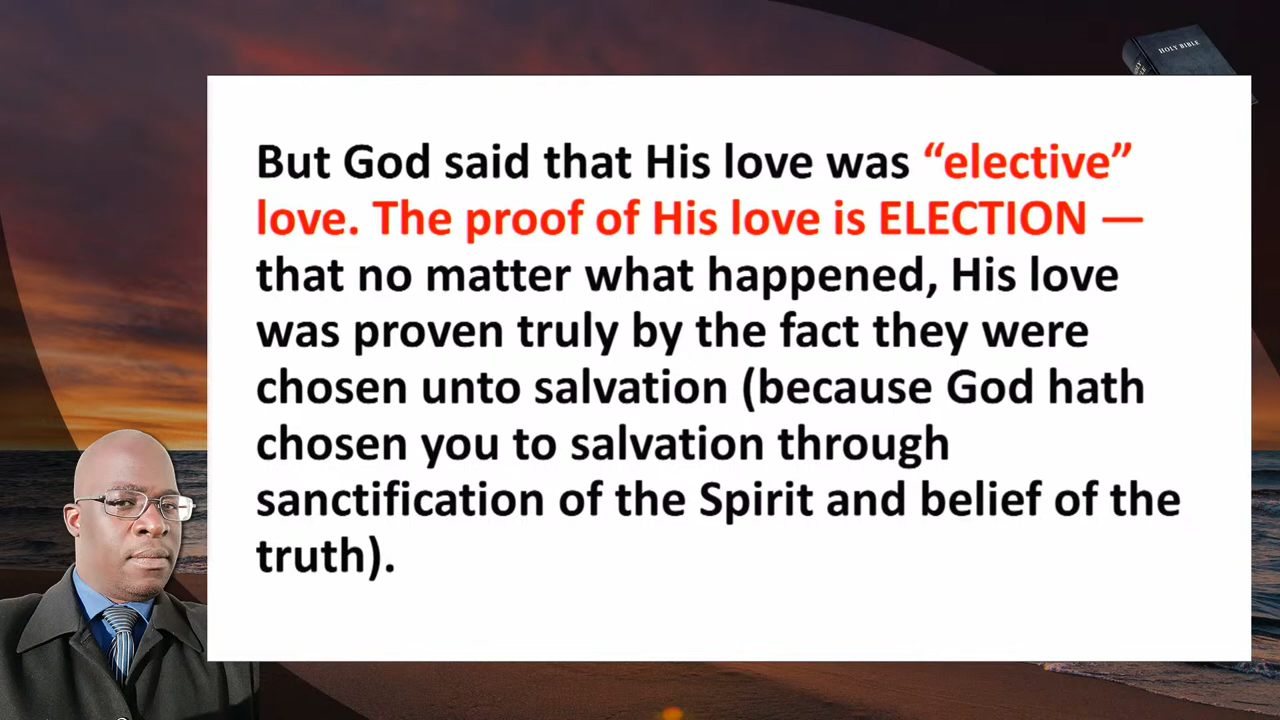 HOLY BIBLE
But God said that His love was “elective”
love. The proof of His love is ELECTION —
that no matter what happened, His love
was proven truly by the fact they were
chosen unto salvation (because God hath
chosen you to salvation through
sanctification of the Spirit and belief of the
truth).